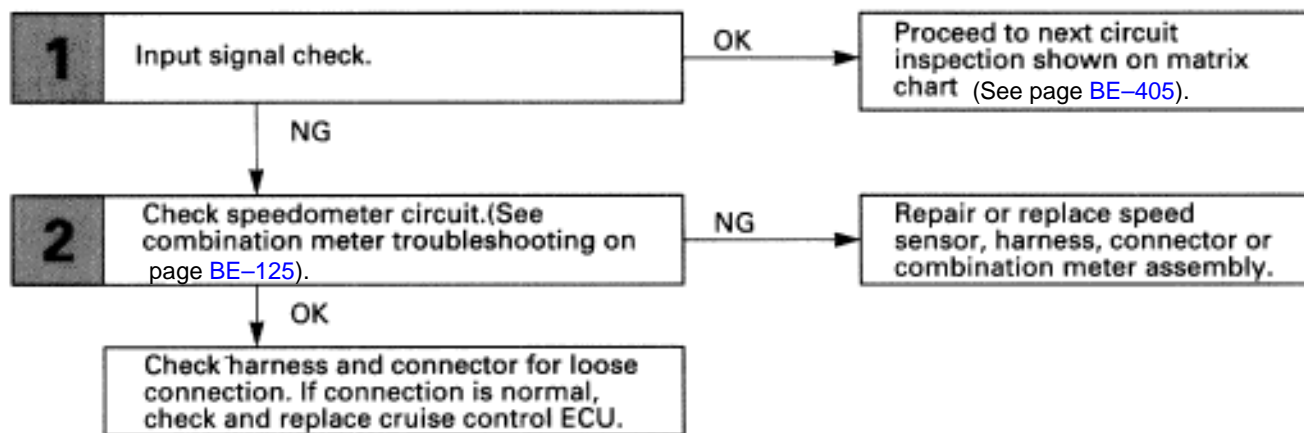 1
Input signal check.
OK
Proceed to next circuit
inspection shown on matrix
chart (See page BE–405).
NG
2
Check speedometer circuit.(See
combination meter troubleshooting on
page BE–125).
NG
Repair or replace speed
sensor, harness, connector or
combination meter assembly.
OK
Check harness and connector for loose
connection. If connection is normal,
check and replace cruise control ECU.